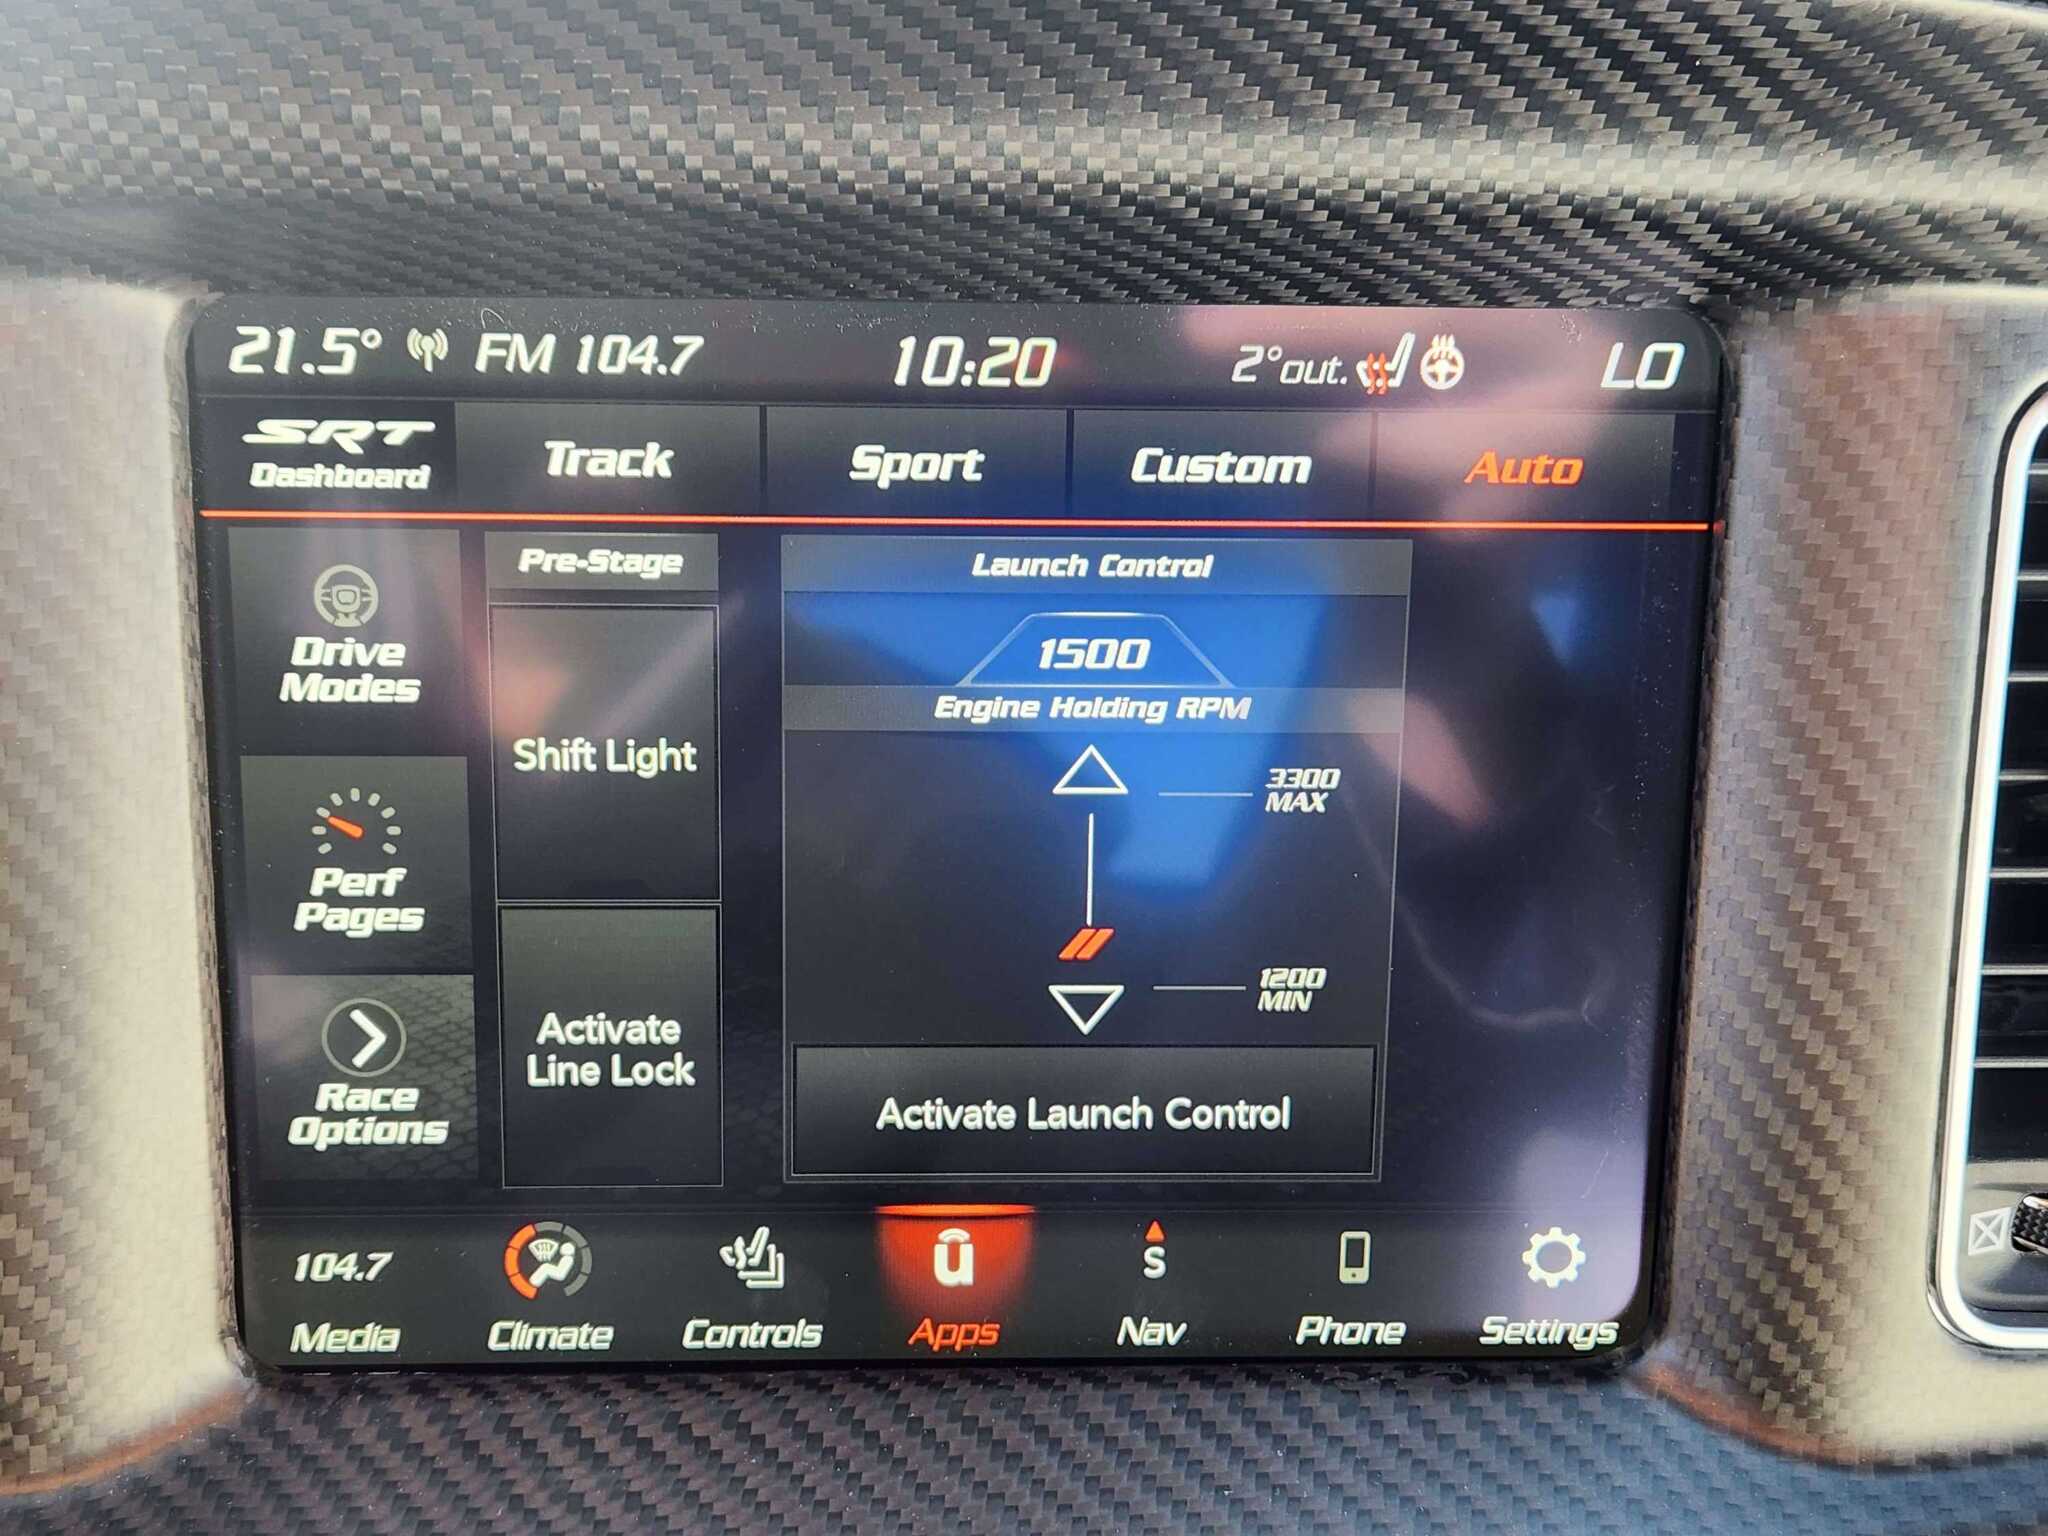 21.5° FM 104.7 10:20 2°out. LO
SRT
Dashboard
Track
Sport
Custom
Auto
Drive
Modes
Perf
Pages
Race
Options
Pre-Stage
Shift Light
Activate
Line Lock
Launch Control
1500
Engine Holding RPM
3300
MAX
1200
MIN
Activate Launch Control
104.7
Media
Climate
Controls
u
Apps
S
Nav
Phone
Settings